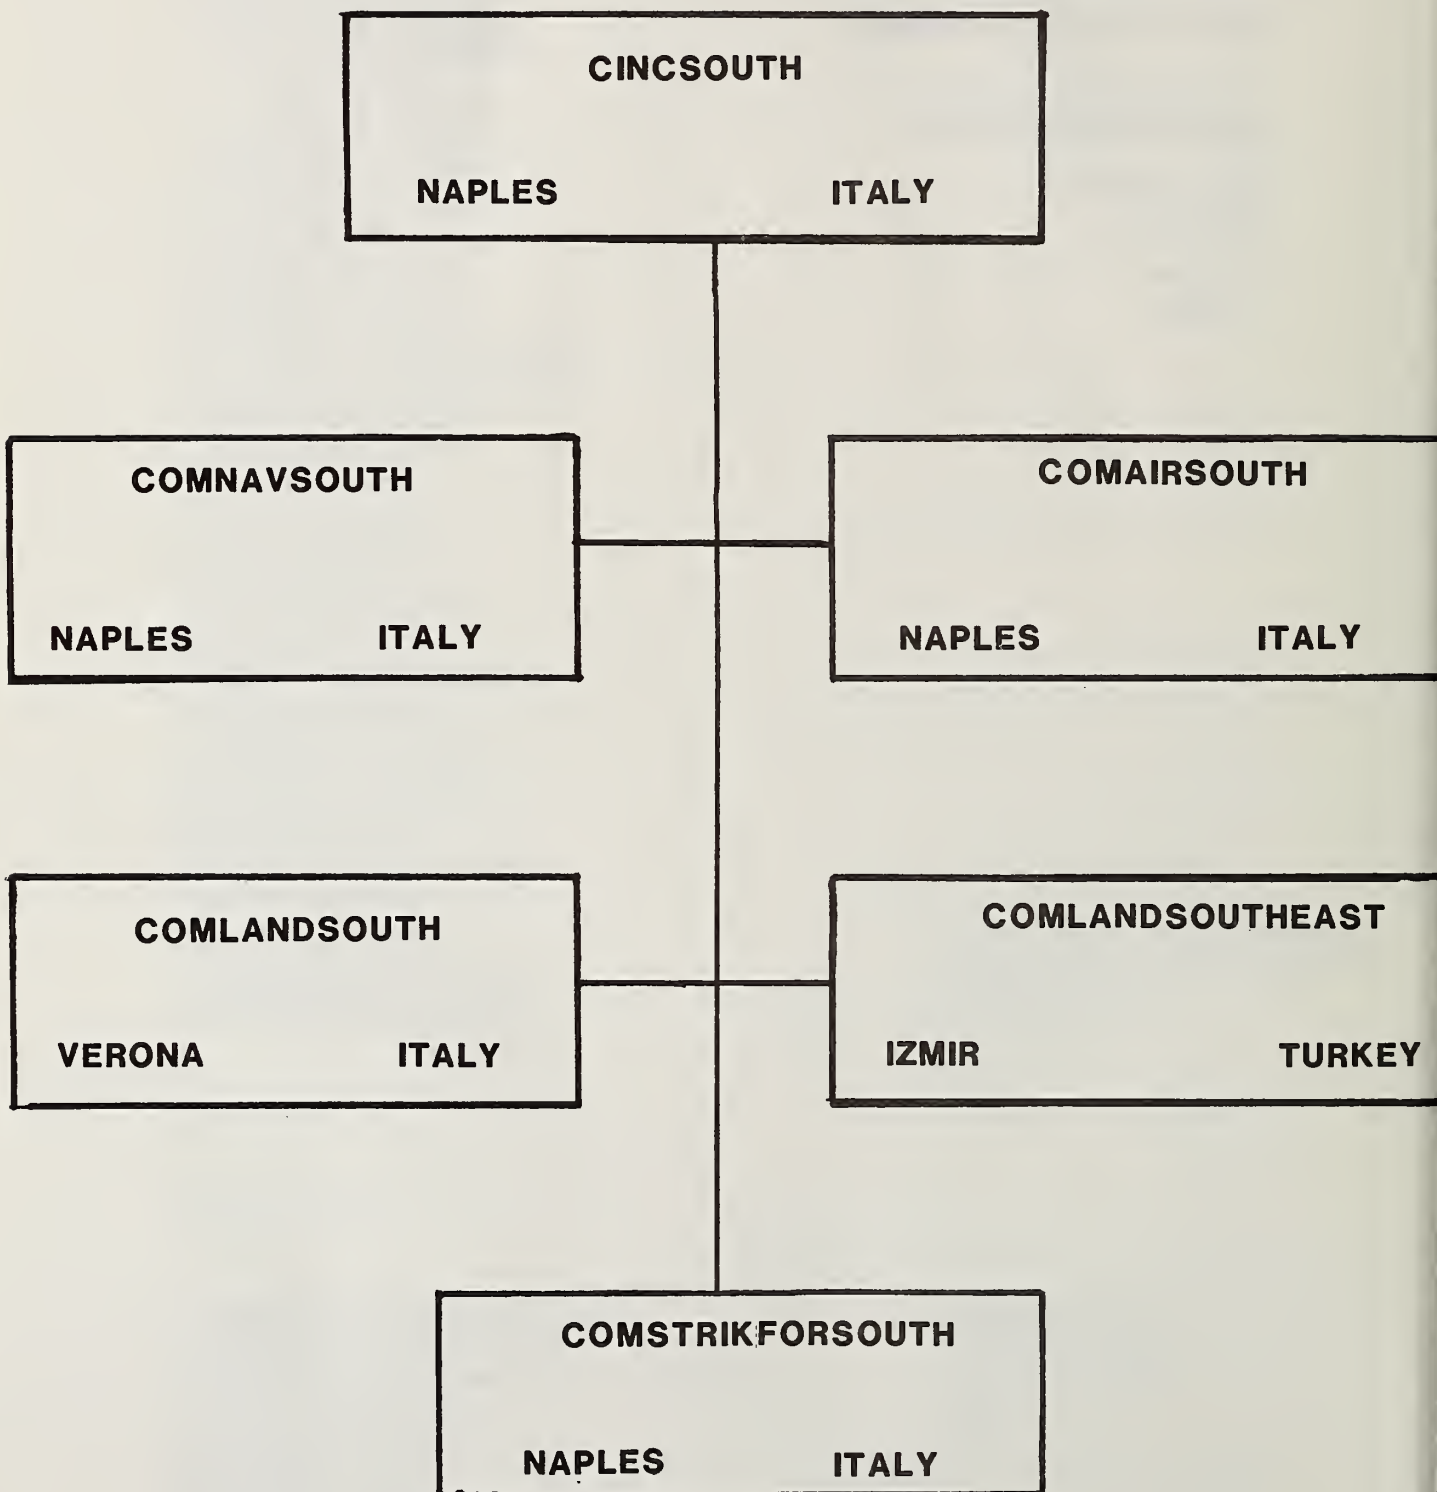 CINCSOUTH
NAPLES ITALY
COMNAVSOUTH
NAPLES ITALY
COMAIRSOUTH
NAPLES ITALY
COMLANDSOUTH
VERONA ITALY
COMLANDSOUTHEAST
IZMIR TURKEY
COMSTRIKFORSOUTH
NAPLES ITALY